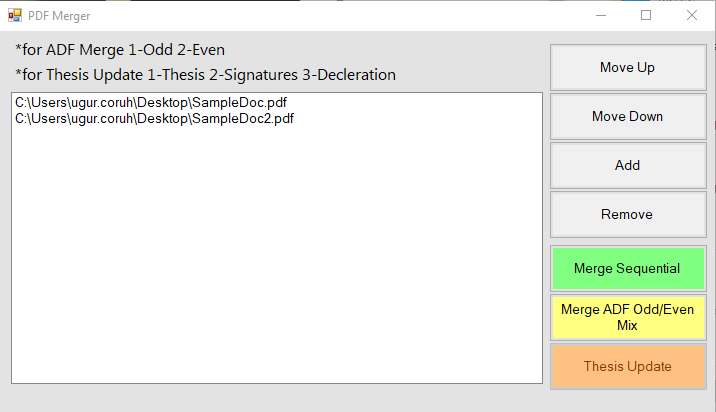 PDF Merger
*for ADF Merge 1-Odd 2-Even
*for Thesis Update 1-Thesis 2-Signatures 3-Decleration
C:\Users\ugur.coruh\Desktop\SampleDoc.pdf
C:\Users\ugur.coruh\Desktop\SampleDoc2.pdf
Move Up
Move Down
Add
Remove
Merge Sequential
Merge ADF Odd/Even
Mix
Thesis Update